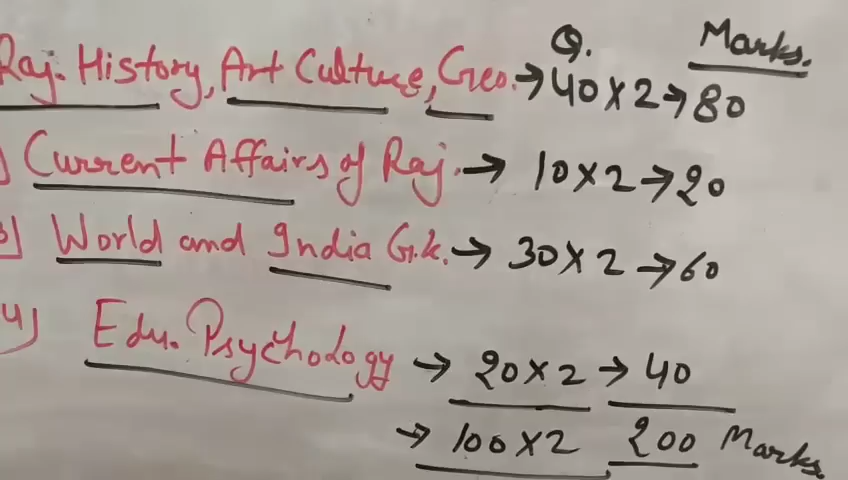 Q. Marks.
Raj. History, Art Culture, Geo. → 40×2 → 80
) Current Affairs of Raj. → 10×2 → 20
3) World and India G.k. → 30×2 → 60
4) Edu. Psychology → 20×2 → 40
→ 100×2 200 Marks.